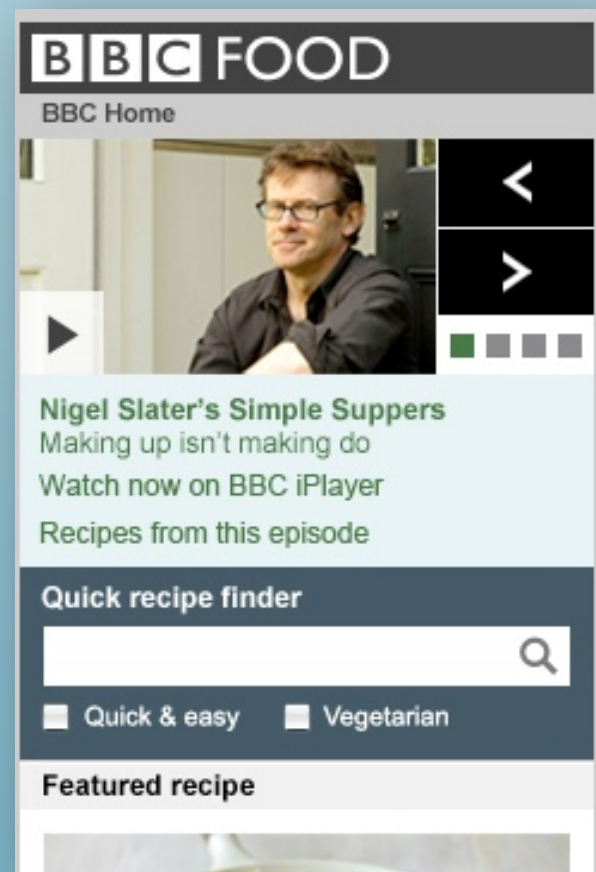 BBC FOOD
BBC Home
Nigel Slater's Simple Suppers
Making up isn't making do
Watch now on BBC iPlayer
Recipes from this episode
Quick recipe finder
Quick & easy Vegetarian
Featured recipe